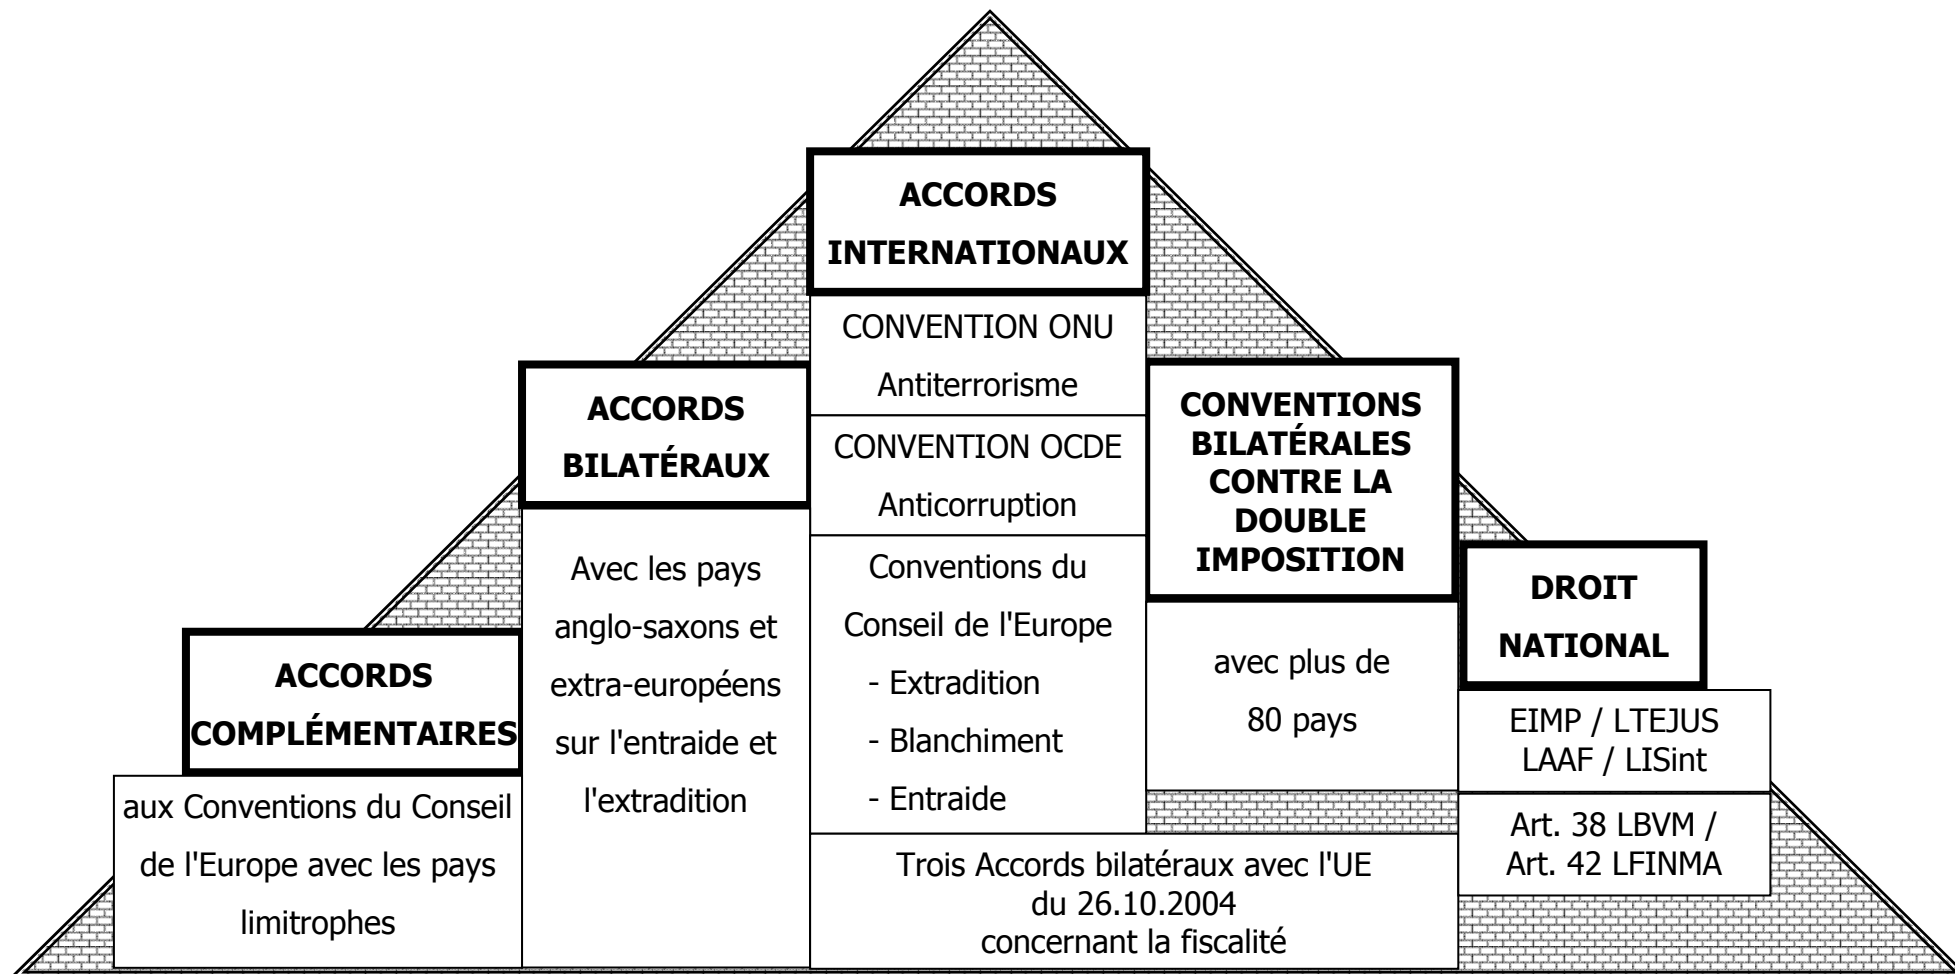 ACCORDS
INTERNATIONAUX
CONVENTION ONU
Antiterrorisme
CONVENTION OCDE
Anticorruption
Conventions du
Conseil de l'Europe
- Extradition
- Blanchiment
- Entraide
ACCORDS
BILATÉRAUX
Avec les pays
anglo-saxons et
extra-européens
sur l'entraide et
l'extradition
CONVENTIONS
BILATÉRALES
CONTRE LA
DOUBLE
IMPOSITION
avec plus de
80 pays
Trois Accords bilatéraux avec l'UE
du 26.10.2004
concernant la fiscalité
DROIT
NATIONAL
EIMP / LTEJUS
LAAF / LISint
Art. 38 LBVM /
Art. 42 LFINMA
ACCORDS
COMPLÉMENTAIRES
aux Conventions du Conseil
de l'Europe avec les pays
limitrophes